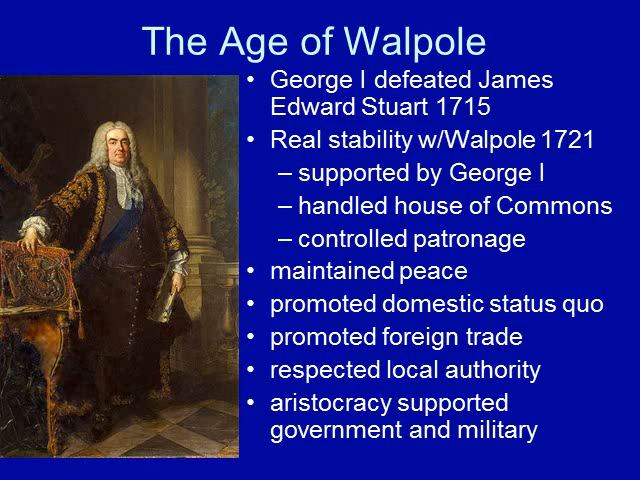 The Age of Walpole
• George I defeated James
Edward Stuart 1715
• Real stability w/Walpole 1721
– supported by George I
– handled house of Commons
– controlled patronage
• maintained peace
• promoted domestic status quo
• promoted foreign trade
• respected local authority
• aristocracy supported
government and military